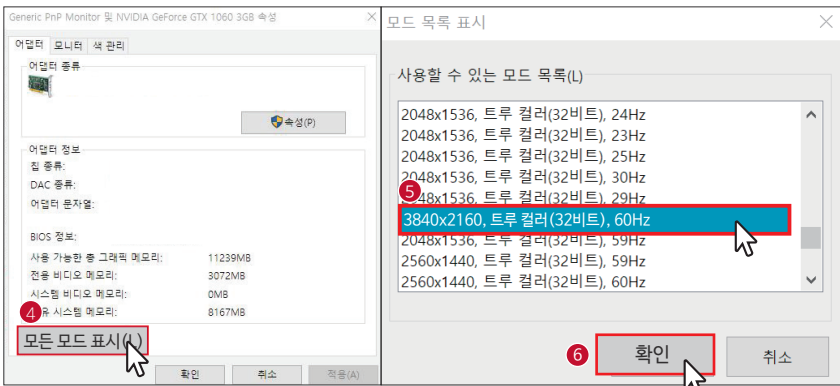 Generic PnP Monitor 및 NVIDIA GeForce GTX 1060 3GB 속성
어댑터 모니터 색 관리
어댑터 종류
속성(P)
어댑터 정보
칩 종류:
DAC 종류:
어댑터 문자열:
BIOS 정보:
사용 가능한 총 그래픽 메모리: 11239MB
전용 비디오 메모리: 3072MB
시스템 비디오 메모리: 0MB
4
유 시스템 메모리: 8167MB
모든 모드 표시(L)
확인 취소 적용(A)
모드 목록 표시
사용할 수 있는 모드 목록(L)
2048x1536, 트루 컬러(32비트), 24Hz
2048x1536, 트루 컬러(32비트), 23Hz
2048x1536, 트루 컬러(32비트), 25Hz
2048x1536, 트루 컬러(32비트), 30Hz
5
48x1536, 트루 컬러(32비트), 29Hz
3840x2160, 트루 컬러(32비트), 60Hz
2048x1536, 트루 컬러(32비트), 59Hz
2560x1440, 트루 컬러(32비트), 59Hz
2560x1440, 트루 컬러(32비트), 60Hz
6 확인 취소